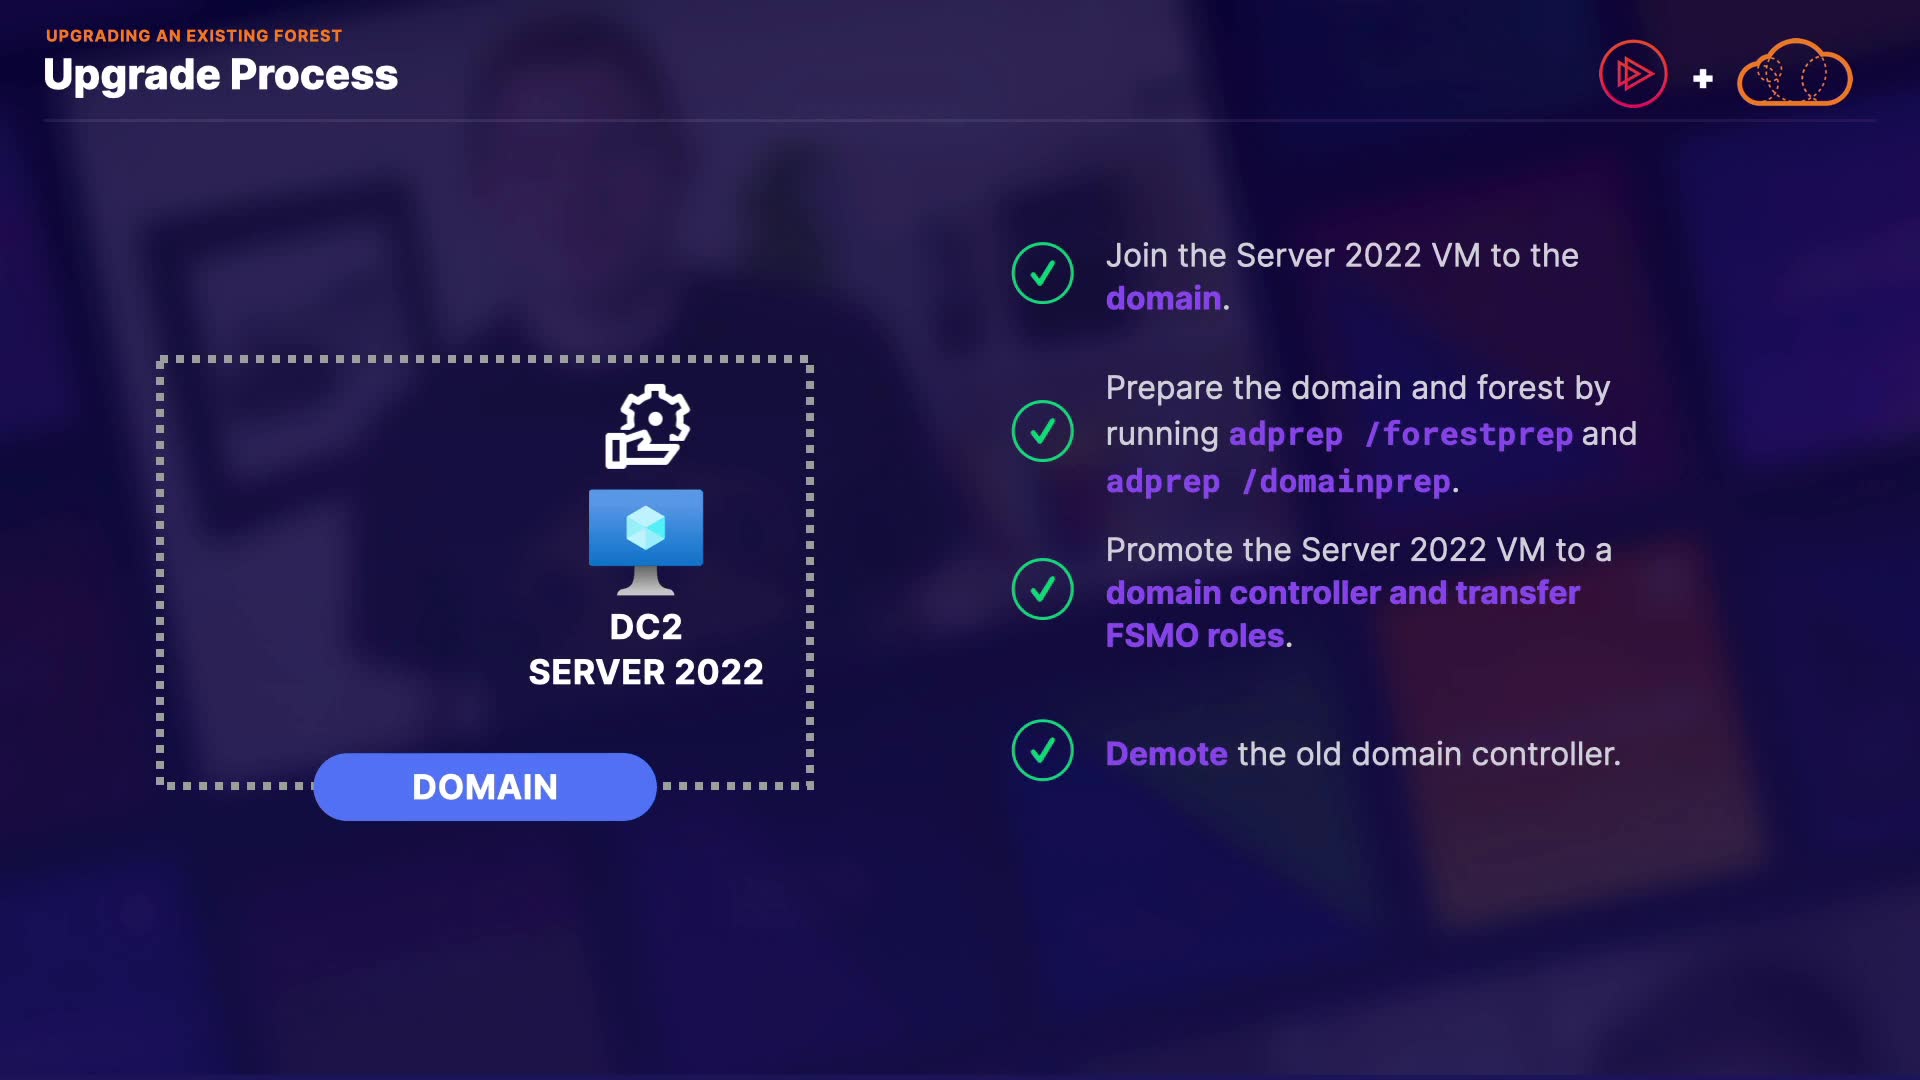 UPGRADING AN EXISTING FOREST
Upgrade Process
Join the Server 2022 VM to the
domain.
Prepare the domain and forest by
running adprep /forestprep and
adprep /domainprep.
Promote the Server 2022 VM to a
domain controller and transfer
FSMO roles.
Demote the old domain controller.
DC2
SERVER 2022
DOMAIN